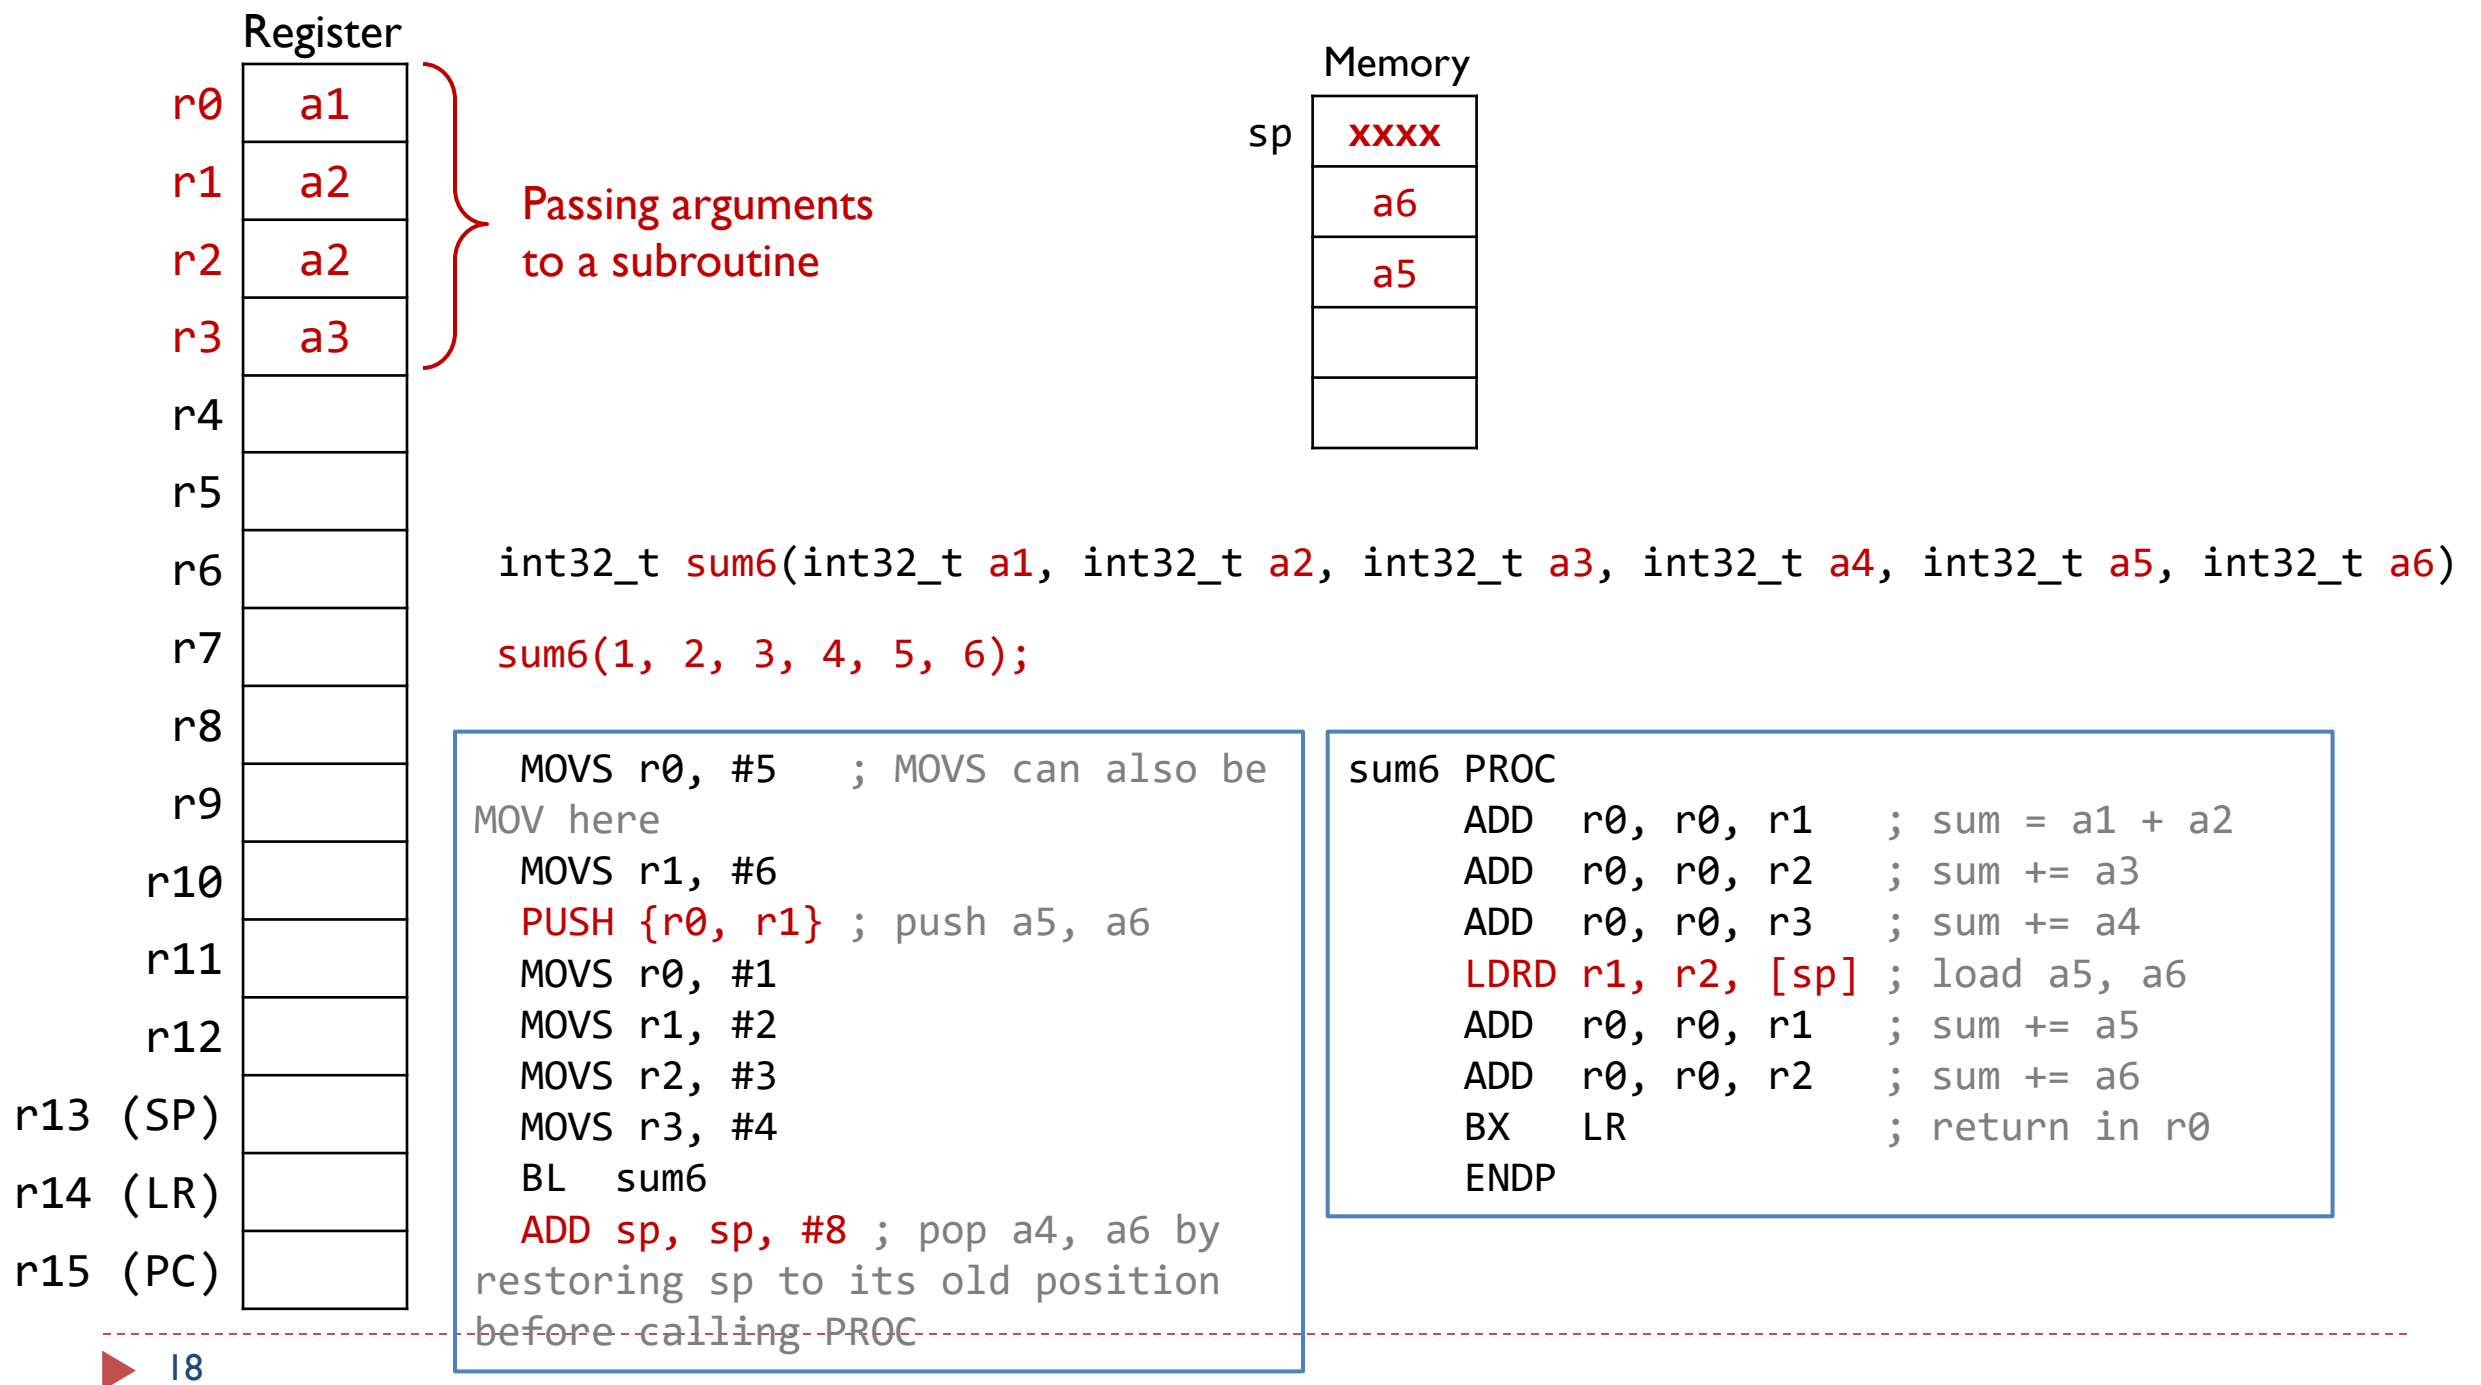 Register
r0 a1
r1 a2
r2 a2
r3 a3
r4
r5
r6
r7
r8
r9
r10
r11
r12
r13 (SP)
r14 (LR)
r15 (PC)
Passing arguments
to a subroutine
Memory
sp xxxx
a6
a5
int32_t sum6(int32_t a1, int32_t a2, int32_t a3, int32_t a4, int32_t a5, int32_t a6)
sum6(1, 2, 3, 4, 5, 6);
MOVS r0, #5 ; MOVS can also be
MOV here
MOVS r1, #6
PUSH {r0, r1} ; push a5, a6
MOVS r0, #1
MOVS r1, #2
MOVS r2, #3
MOVS r3, #4
BL sum6
ADD sp, sp, #8 ; pop a4, a6 by
restoring sp to its old position
before calling PROC
sum6 PROC
ADD r0, r0, r1 ; sum = a1 + a2
ADD r0, r0, r2 ; sum += a3
ADD r0, r0, r3 ; sum += a4
LDRD r1, r2, [sp] ; load a5, a6
ADD r0, r0, r1 ; sum += a5
ADD r0, r0, r2 ; sum += a6
BX LR ; return in r0
ENDP
18